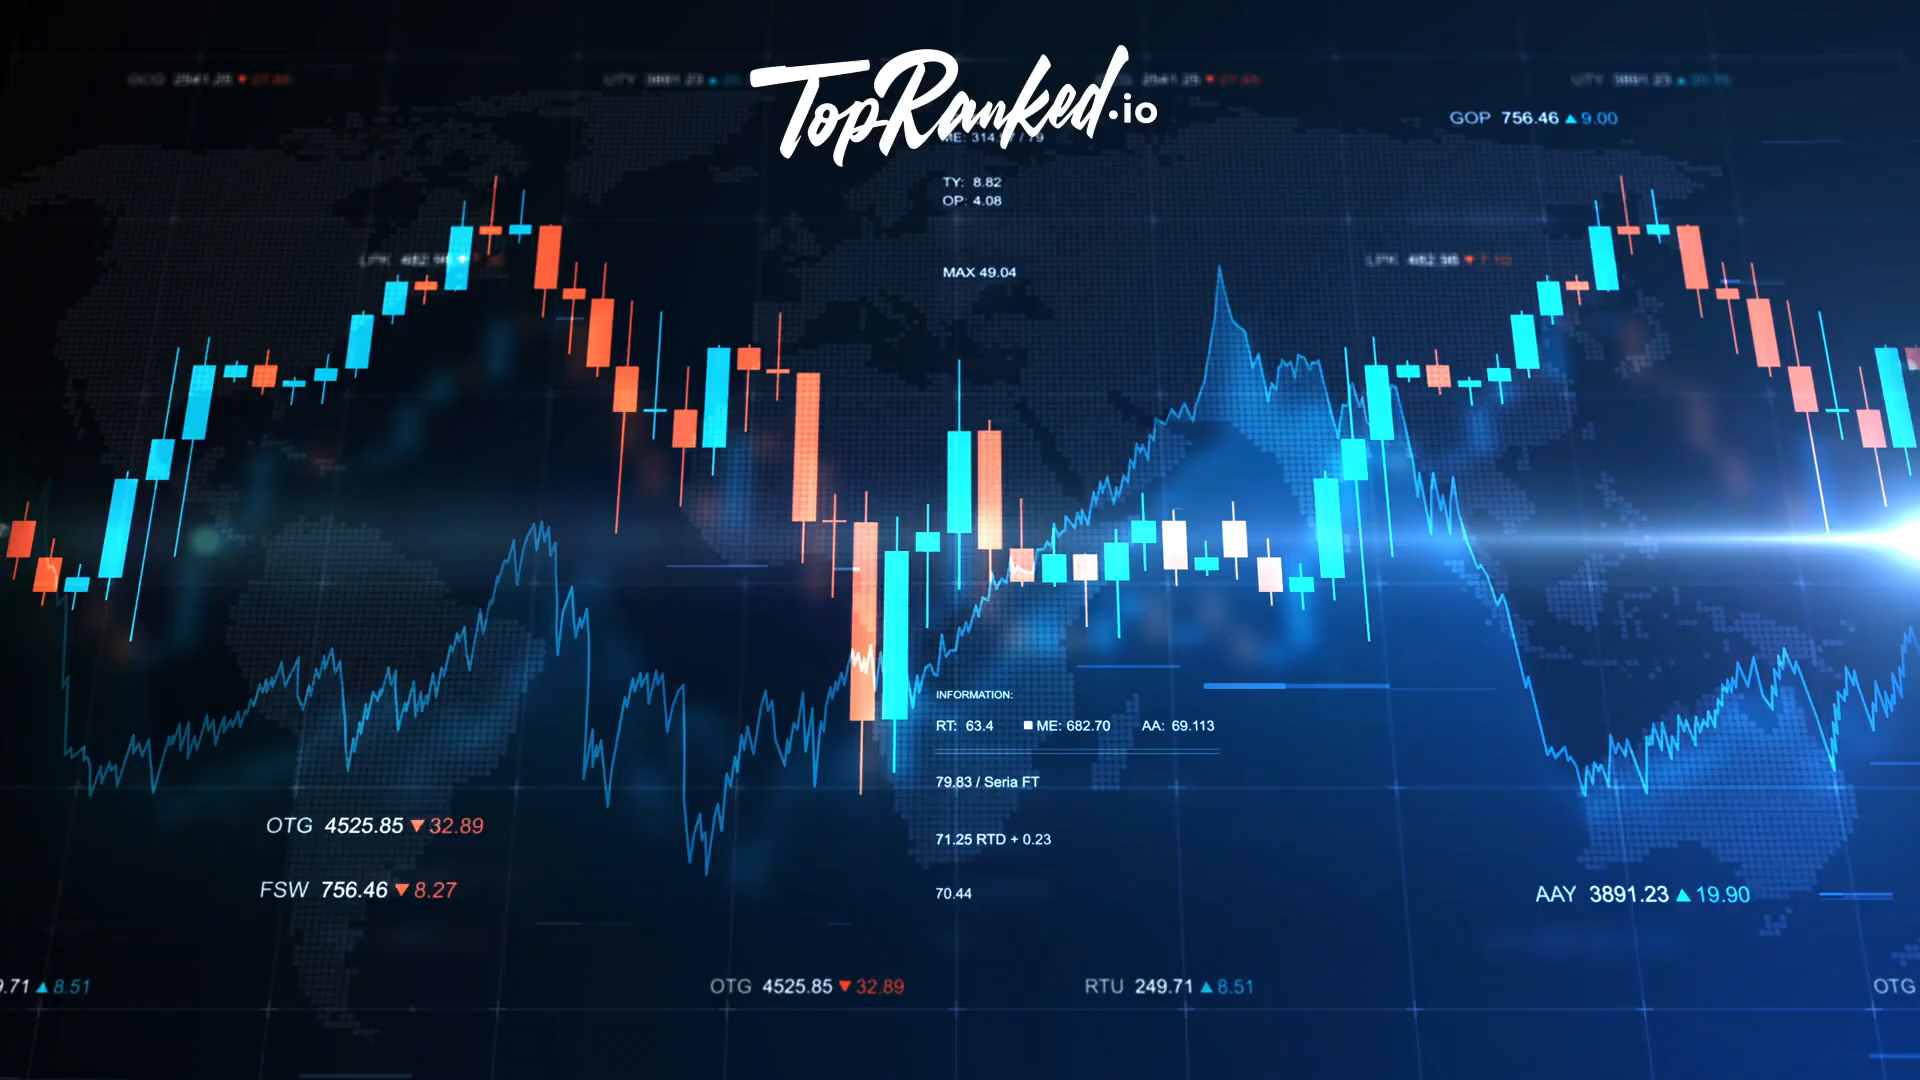 TopRanked.io
GOP 756.46 ▲ 9.00
TY: 8.82
OP: 4.08
MAX 49.04
INFORMATION:
RT: 63.4 ■ ME: 682.70 AA: 69.113
79.83 / Seria FT
71.25 RTD + 0.23
70.44
OTG 4525.85 ▼ 32.89
FSW 756.46 ▼ 8.27
AAY 3891.23 ▲ 19.90
9.71 ▲ 8.51
OTG 4525.85 ▼ 32.89
RTU 249.71 ▲ 8.51
OTG